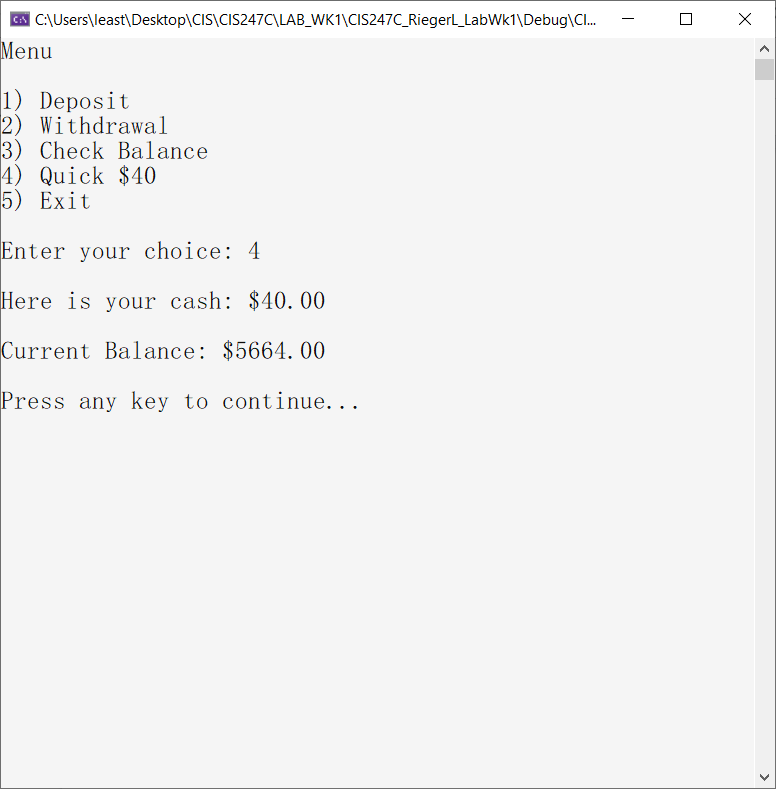 C:\Users\least\Desktop\CIS\CIS247C\LAB_WK1\CIS247C_RiegerL_LabWk1\Debug\CI...
Menu
1) Deposit
2) Withdrawal
3) Check Balance
4) Quick $40
5) Exit
Enter your choice: 4
Here is your cash: $40.00
Current Balance: $5664.00
Press any key to continue...